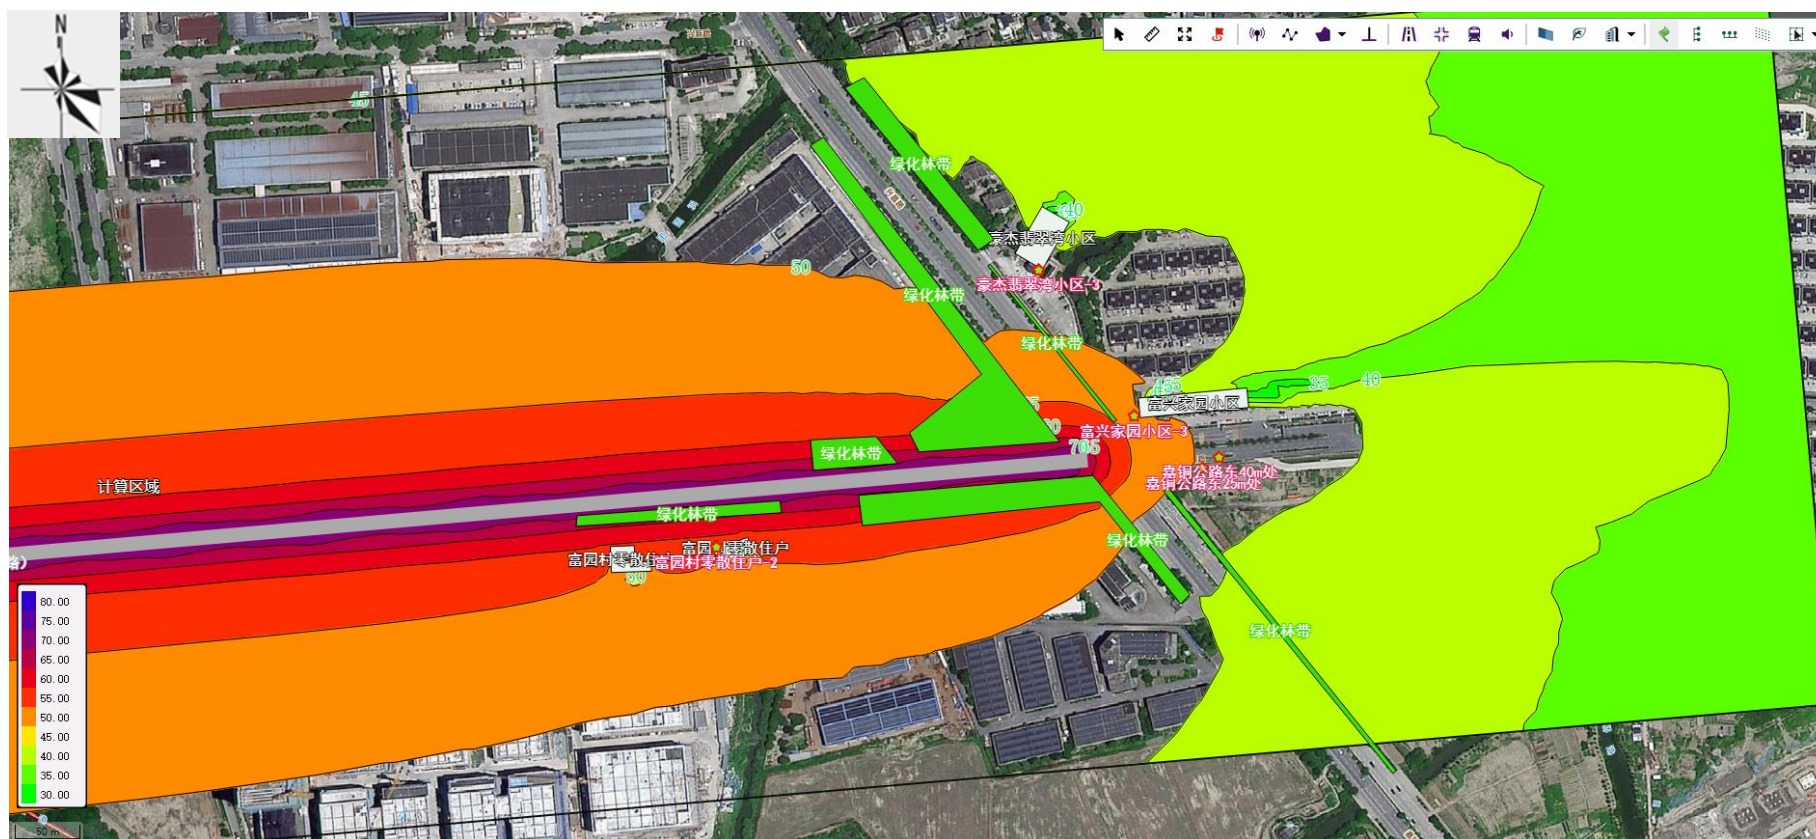 N
兴嘉路
45
绿化林带
40
豪杰翡翠湾小区
豪杰翡翠湾小区-3
50
绿化林带
绿化林带
35
40
富兴家园小区
富兴家园小区-3
绿化林带
计算区域
嘉铜公路东40m处
嘉铜公路东25m处
绿化林带
绿化林带
富园村零散住户-2
50
路）
绿化林带
80.00
75.00
70.00
65.00
60.00
55.00
50.00
45.00
40.00
35.00
30.00
50 m